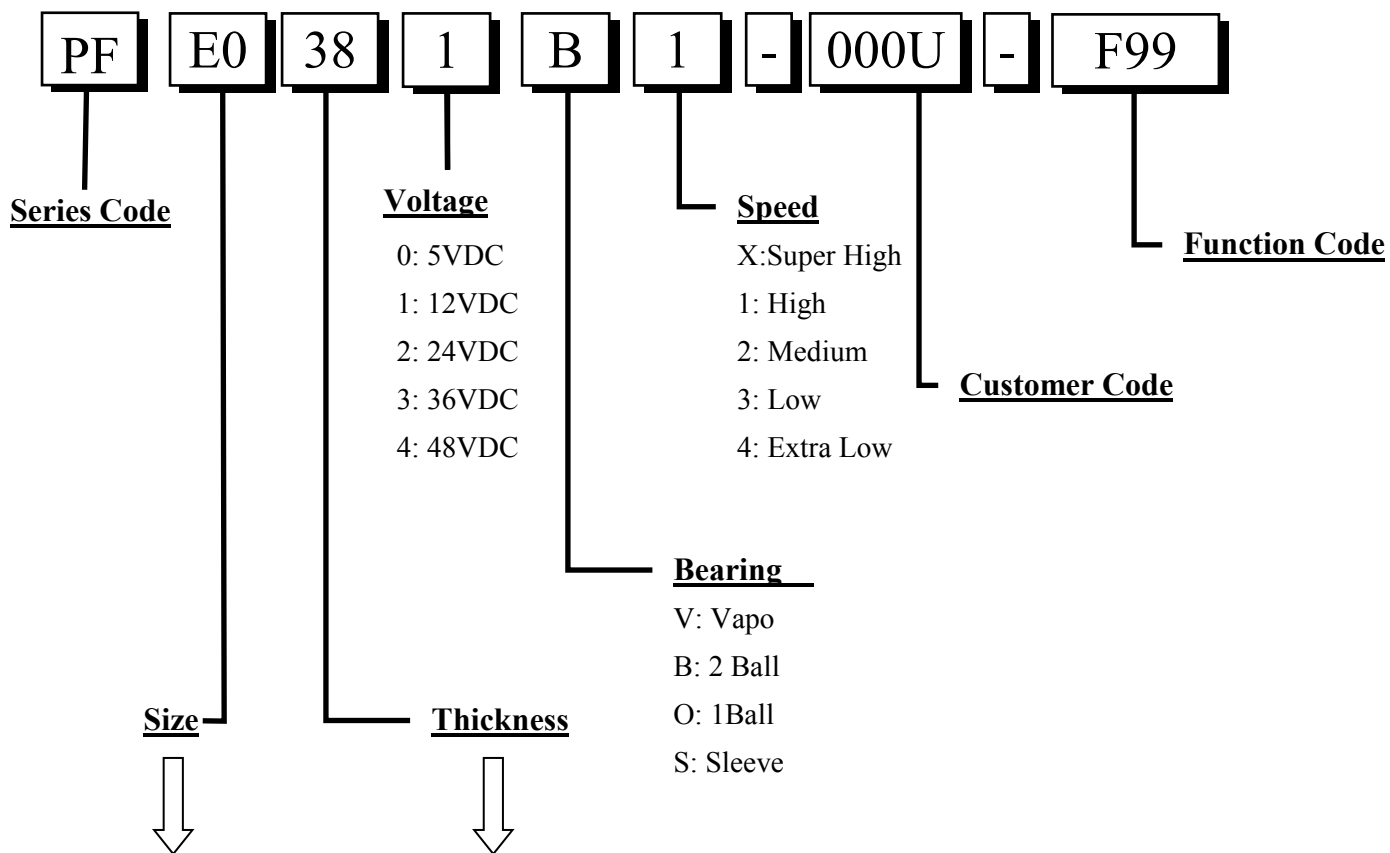 PF E0 38 1 B 1 - 000U - F99
Series Code
Voltage
0: 5VDC
1: 12VDC
2: 24VDC
3: 36VDC
4: 48VDC
Speed
X:Super High
1: High
2: Medium
3: Low
4: Extra Low
Function Code
Customer Code
Bearing
V: Vapo
B: 2 Ball
O: 1Ball
S: Sleeve
Size
Thickness